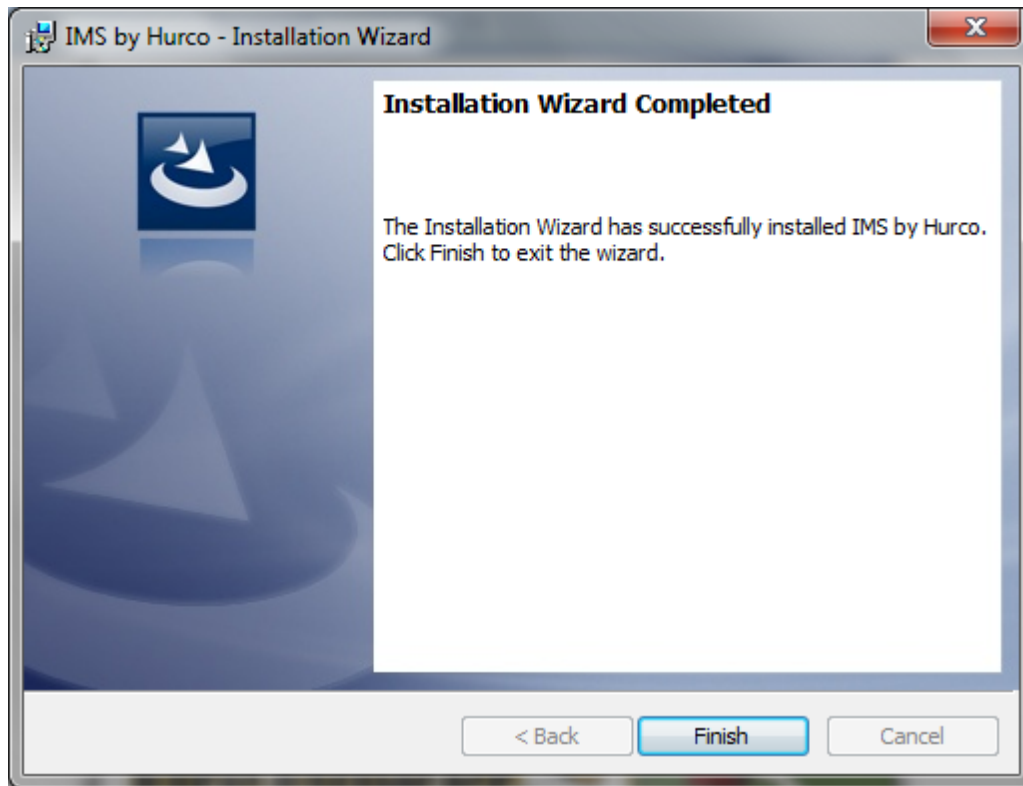 IMS by Hurco - Installation Wizard
Installation Wizard Completed
The Installation Wizard has successfully installed IMS by Hurco.
Click Finish to exit the wizard.
< Back
Finish
Cancel